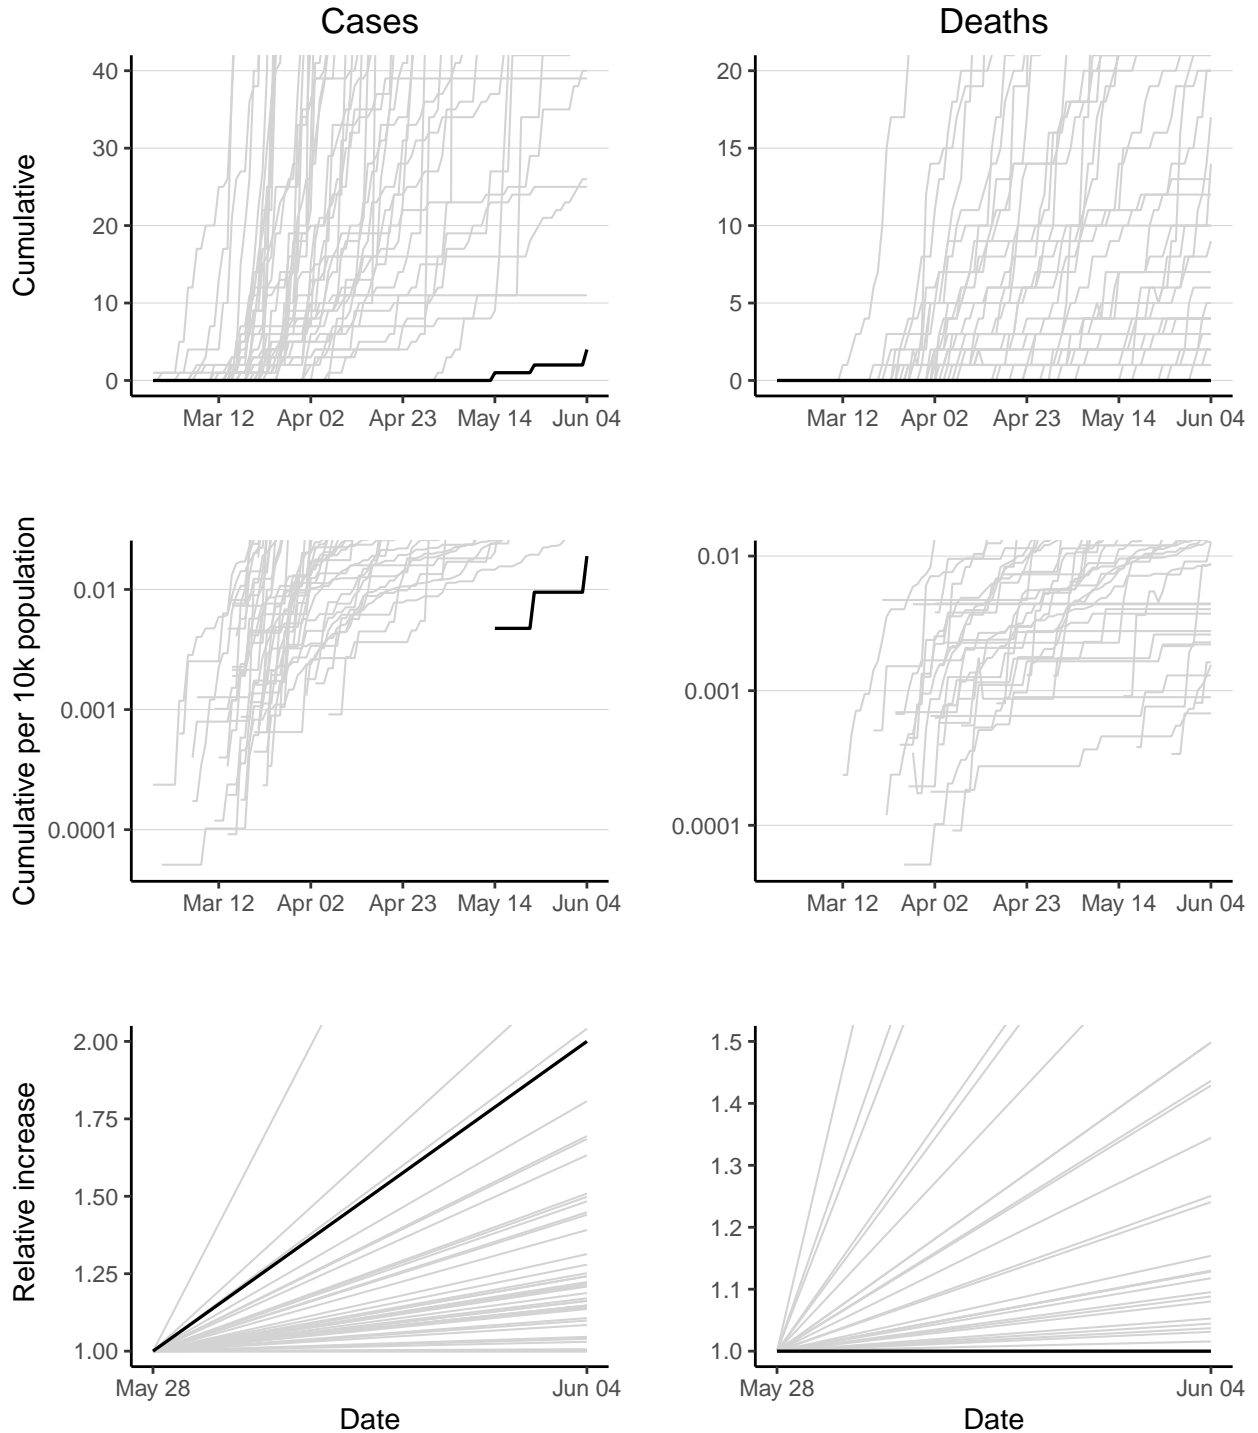 Cases
Deaths
Cumulative
40
30
20
10
0
Mar 12 Apr 02 Apr 23 May 14 Jun 04
20
15
10
5
0
Mar 12 Apr 02 Apr 23 May 14 Jun 04
Cumulative per 10k population
0.01
0.001
0.0001
Mar 12 Apr 02 Apr 23 May 14 Jun 04
0.01
0.001
0.0001
Mar 12 Apr 02 Apr 23 May 14 Jun 04
Relative increase
2.00
1.75
1.50
1.25
1.00
May 28 Jun 04
Date
1.5
1.4
1.3
1.2
1.1
1.0
May 28 Jun 04
Date